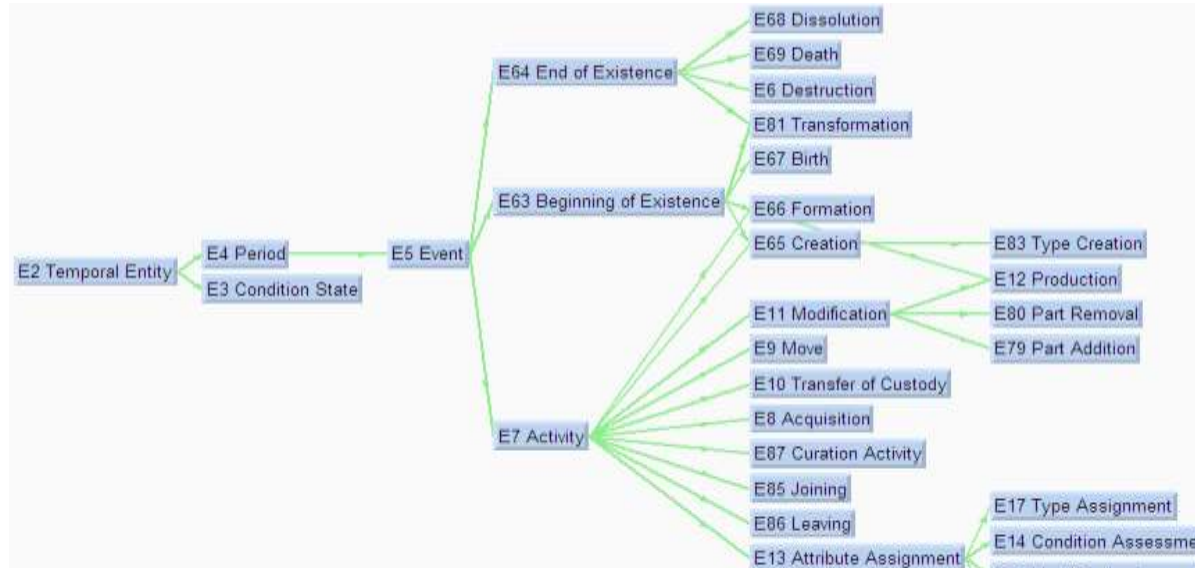 E68 Dissolution
E69 Death
E64 End of Existence
E6 Destruction
E81 Transformation
E67 Birth
E63 Beginning of Existence
E66 Formation
E4 Period
E5 Event
E65 Creation
E83 Type Creation
E2 Temporal Entity
E3 Condition State
E12 Production
E11 Modification
E80 Part Removal
E9 Move
E79 Part Addition
E10 Transfer of Custody
E8 Acquisition
E7 Activity
E87 Curation Activity
E85 Joining
E17 Type Assignment
E86 Leaving
E14 Condition Assessme
E13 Attribute Assignment